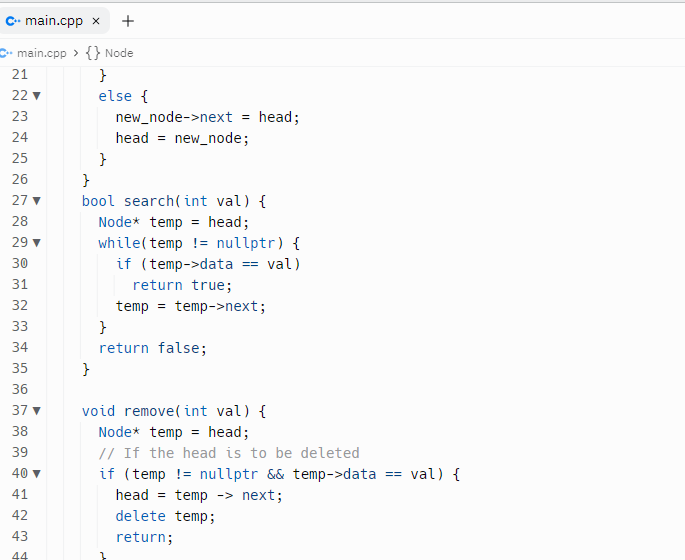 main.cpp × +
main.cpp > {} Node
21 }
22 ▼ else {
23 new_node->next = head;
24 head = new_node;
25 }
26 }
27 ▼ bool search(int val) {
28 Node* temp = head;
29 ▼ while(temp != nullptr) {
30 if (temp->data == val)
31 return true;
32 temp = temp->next;
33 }
34 return false;
35 }
36
37 ▼ void remove(int val) {
38 Node* temp = head;
39 // If the head is to be deleted
40 ▼ if (temp != nullptr && temp->data == val) {
41 head = temp -> next;
42 delete temp;
43 return;
44 }